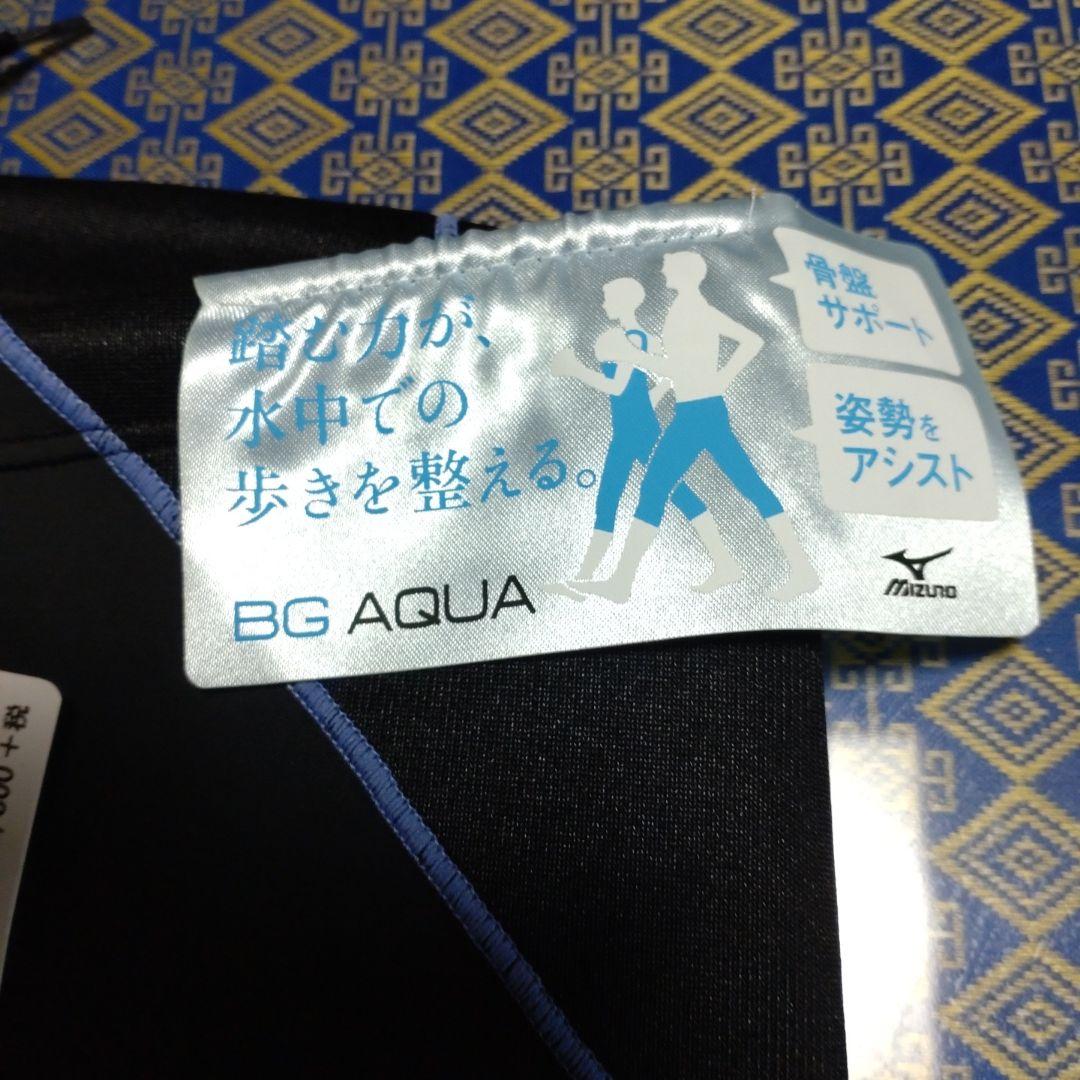 踏む力が、
水中での
歩きを整える。
BG AQUA
骨盤
サポート
姿勢を
アシスト
MIZUNO
+税